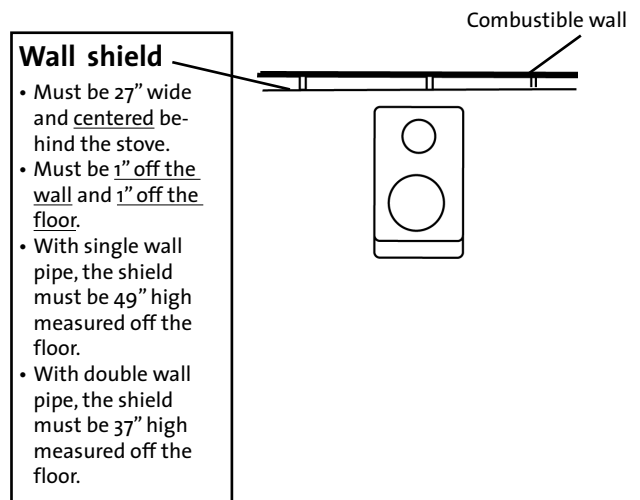 Combustible wall
Wall shield
• Must be 27” wide
and centered be-
hind the stove.
• Must be 1” off the
wall and 1” off the
floor.
• With single wall
pipe, the shield
must be 49” high
measured off the
floor.
• With double wall
pipe, the shield
must be 37” high
measured off the
floor.